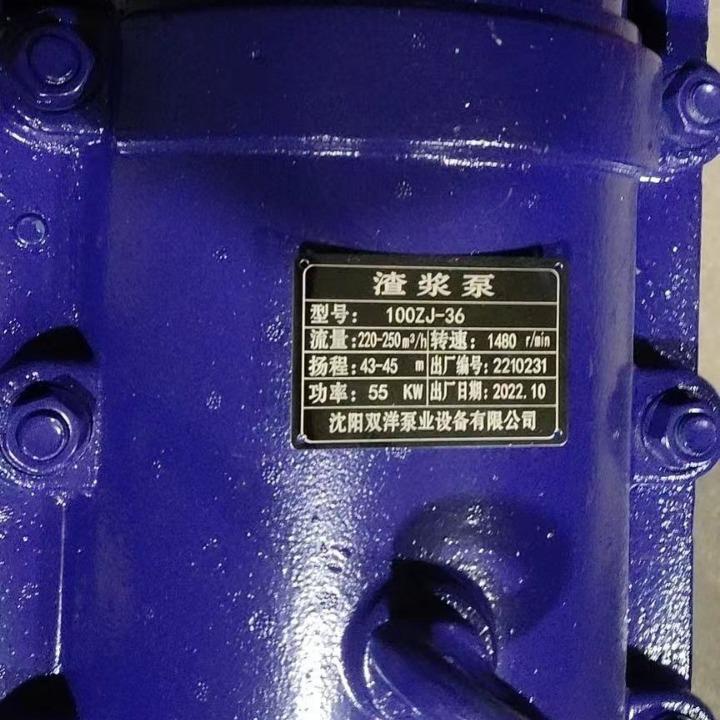 渣浆泵
型号: 100ZJ-36
流量:220-250m³/h 转速: 1480 r/min
扬程:43-45 m 出厂编号:2210231
功率: 55 KW 出厂日期:2022.10
沈阳双洋泵业设备有限公司